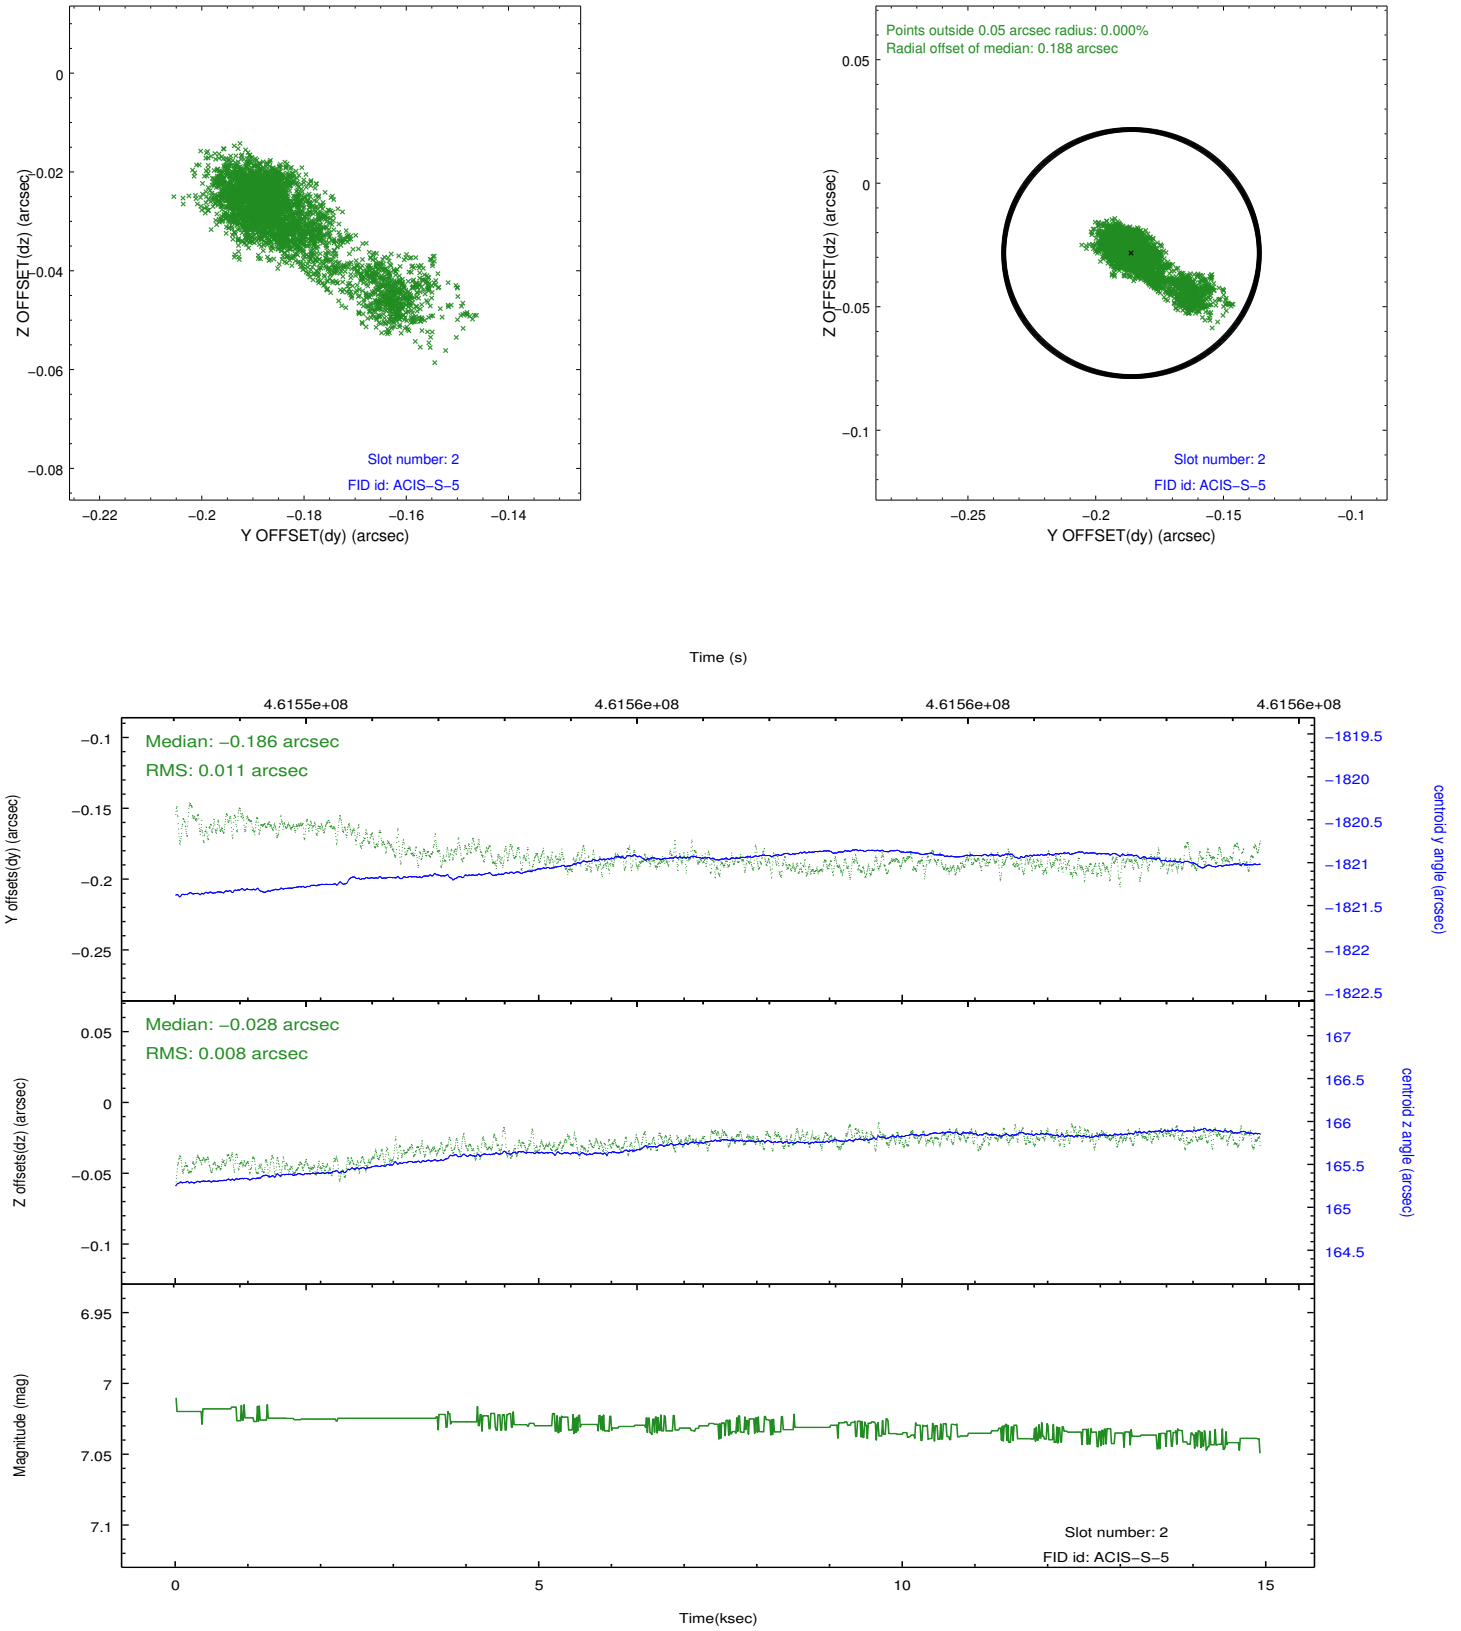 0
−0.02
−0.04
−0.06
−0.08
Z OFFSET(dz) (arcsec)
Slot number: 2
FID id: ACIS−S−5
−0.22
−0.2
−0.18
−0.16
−0.14
Y OFFSET(dy) (arcsec)
Points outside 0.05 arcsec radius: 0.000%
Radial offset of median: 0.188 arcsec
0.05
0
−0.05
−0.1
Z OFFSET(dz) (arcsec)
Slot number: 2
FID id: ACIS−S−5
−0.25
−0.2
−0.15
−0.1
Y OFFSET(dy) (arcsec)
Time (s)
4.6155e+08
4.6156e+08
4.6156e+08
4.6156e+08
Median: −0.186 arcsec
RMS: 0.011 arcsec
−0.1
−0.15
−0.2
−0.25
Y offsets(dy) (arcsec)
−1819.5
−1820
−1820.5
−1821
−1821.5
−1822
−1822.5
centroid y angle (arcsec)
Median: −0.028 arcsec
RMS: 0.008 arcsec
0.05
0
−0.05
−0.1
Z offsets(dz) (arcsec)
167
166.5
166
165.5
165
164.5
centroid z angle (arcsec)
6.95
7
7.05
7.1
Magnitude (mag)
Slot number: 2
FID id: ACIS−S−5
0
5
10
15
Time(ksec)